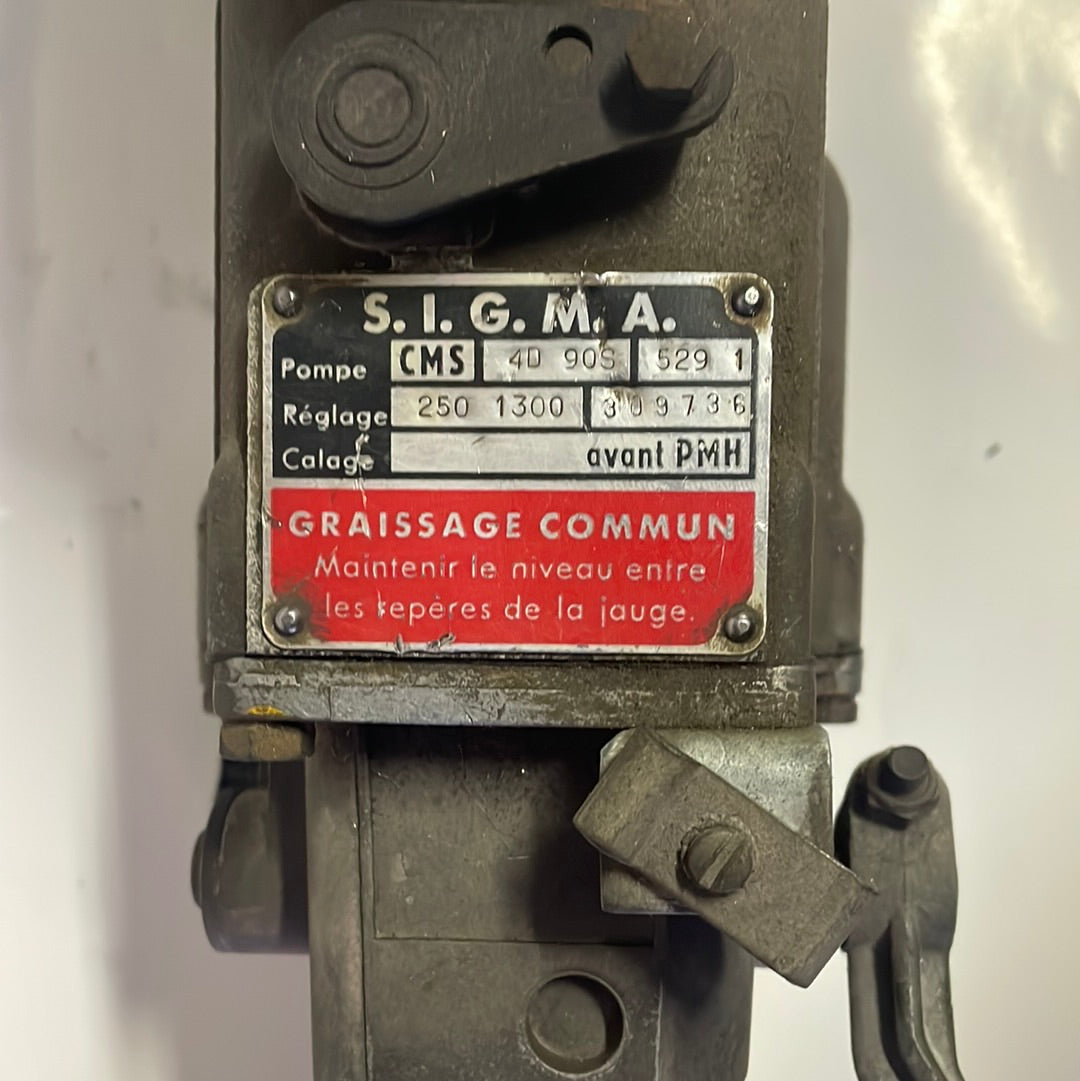 S. I. G. M. A.
Pompe CMS 4D 90S 529 1
Réglage 250 1300 309736
Calage avant PMH
GRAISSAGE COMMUN
Maintenir le niveau entre
les repères de la jauge.